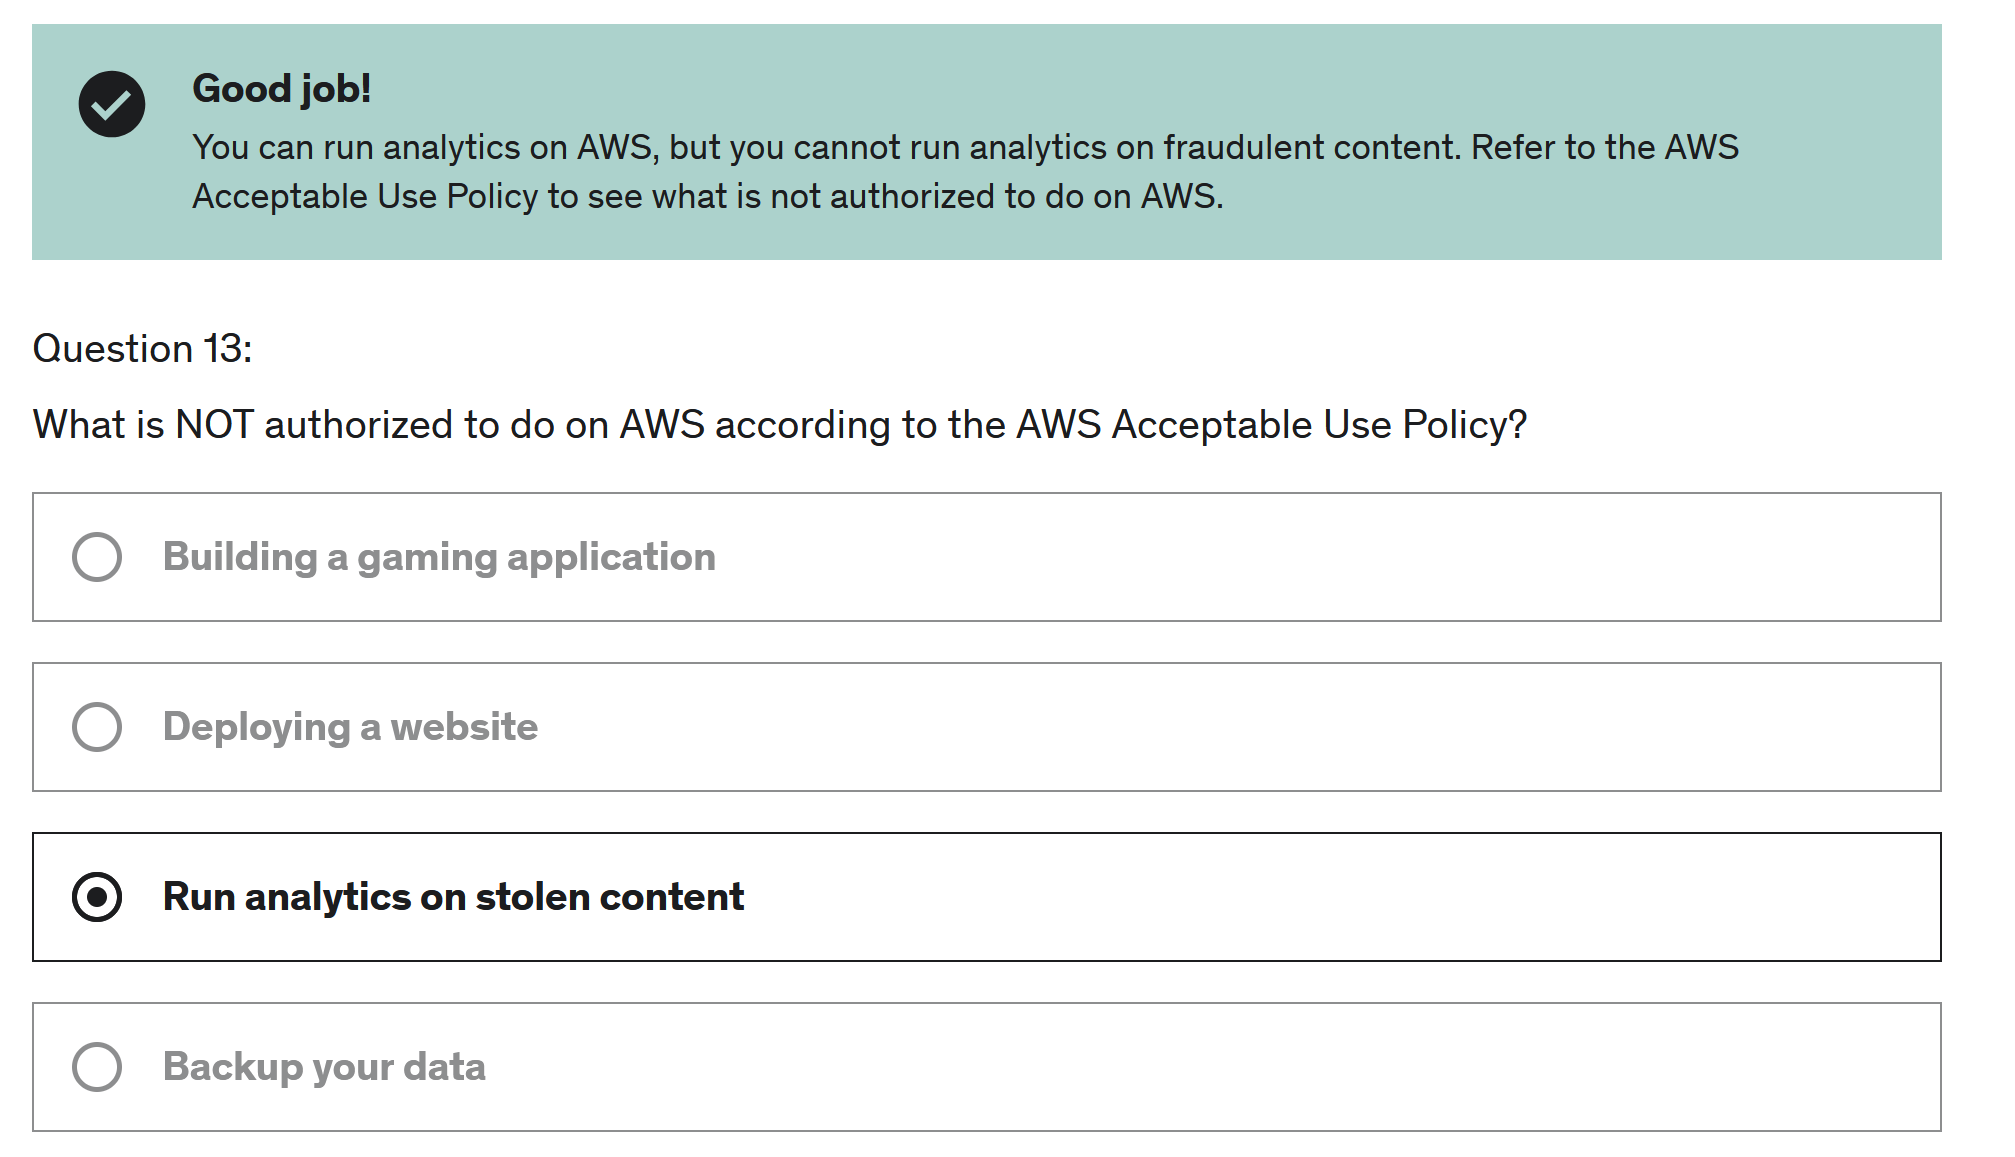 Good job!
You can run analytics on AWS, but you cannot run analytics on fraudulent content. Refer to the AWS
Acceptable Use Policy to see what is not authorized to do on AWS.
Question 13:
What is NOT authorized to do on AWS according to the AWS Acceptable Use Policy?
Building a gaming application
Deploying a website
Run analytics on stolen content
Backup your data